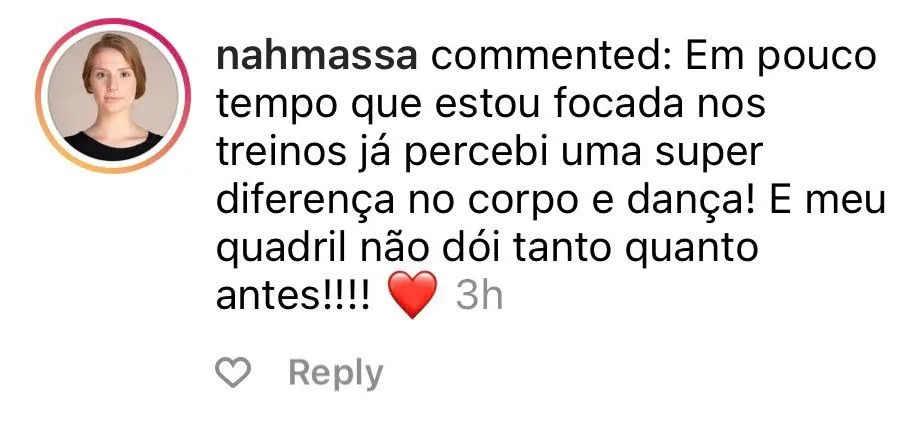 nahmassa commented: Em pouco
tempo que estou focada nos
treinos já percebi uma super
diferença no corpo e dança! E meu
quadril não dói tanto quanto
antes!!!! ❤️ 3h
Reply